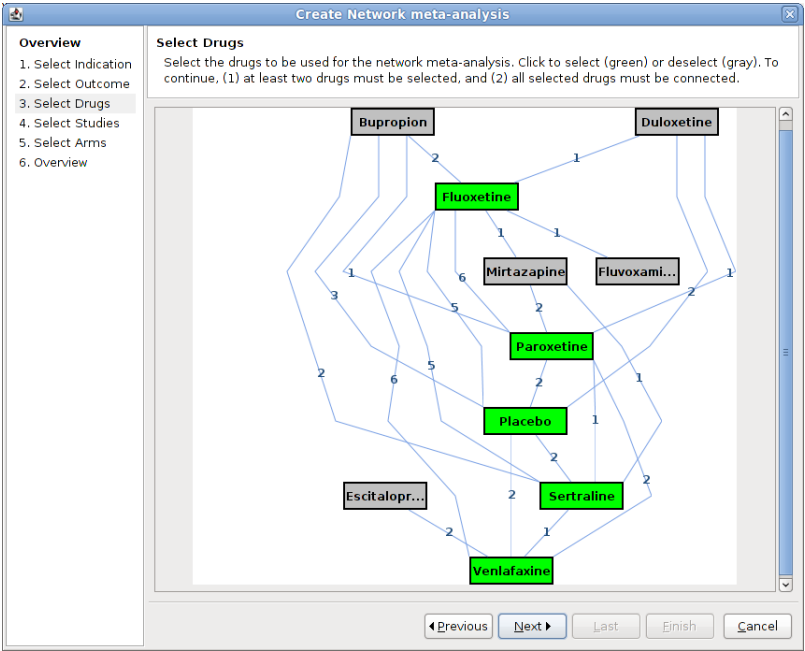 Create Network meta-analysis
Overview
1. Select Indication
2. Select Outcome
3. Select Drugs
4. Select Studies
5. Select Arms
6. Overview
Select Drugs
Select the drugs to be used for the network meta-analysis. Click to select (green) or deselect (gray). To
continue, (1) at least two drugs must be selected, and (2) all selected drugs must be connected.
Bupropion
Duloxetine
2
1
Fluoxetine
1
1
Mirtazapine
Fluvoxami...
1
6
2
1
3
5
2
Paroxetine
2
5
6
2
1
Placebo
1
2
2
Escitalopr...
2
Sertraline
2
1
Venlafaxine
Previous
Next
Last
Finish
Cancel